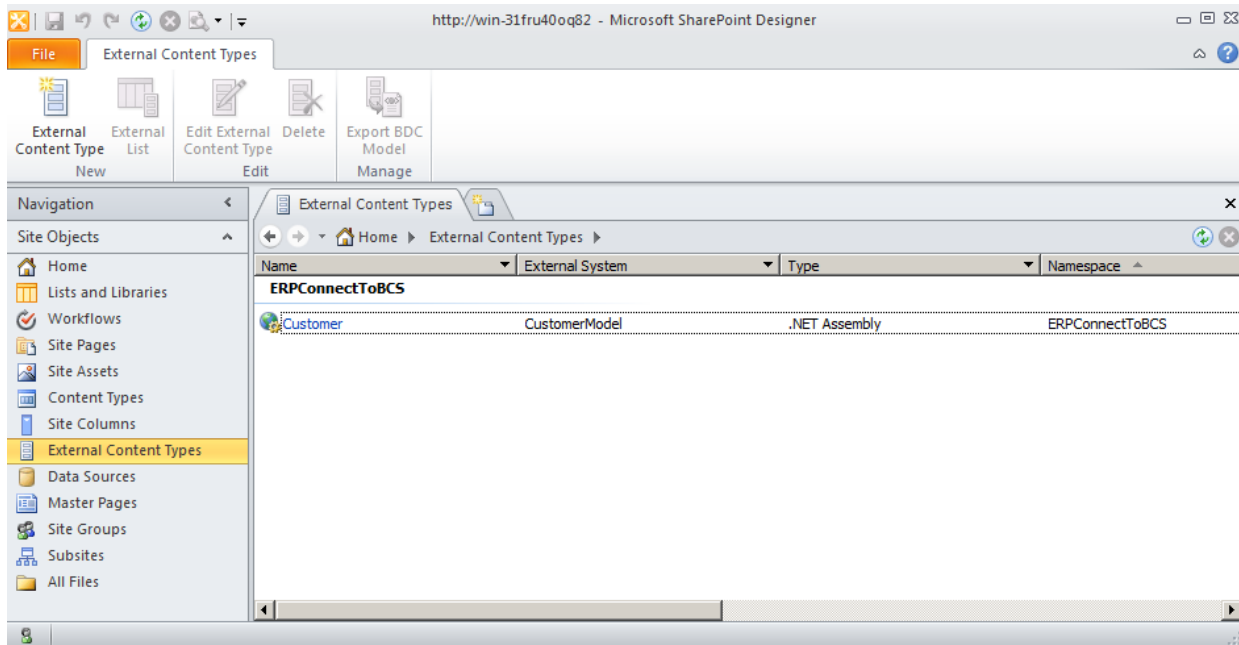 http://win-31fru40oq82 - Microsoft SharePoint Designer
File External Content Types
External Content Type External List Edit External Content Type Delete Export BDC Model
New Edit Manage
Navigation External Content Types
Site Objects Home External Content Types
Name External System Type Namespace
ERPConnectToBCS
Customer CustomerModel .NET Assembly ERPConnectToBCS
Home
Lists and Libraries
Workflows
Site Pages
Site Assets
Content Types
Site Columns
External Content Types
Data Sources
Master Pages
Site Groups
Subsites
All Files